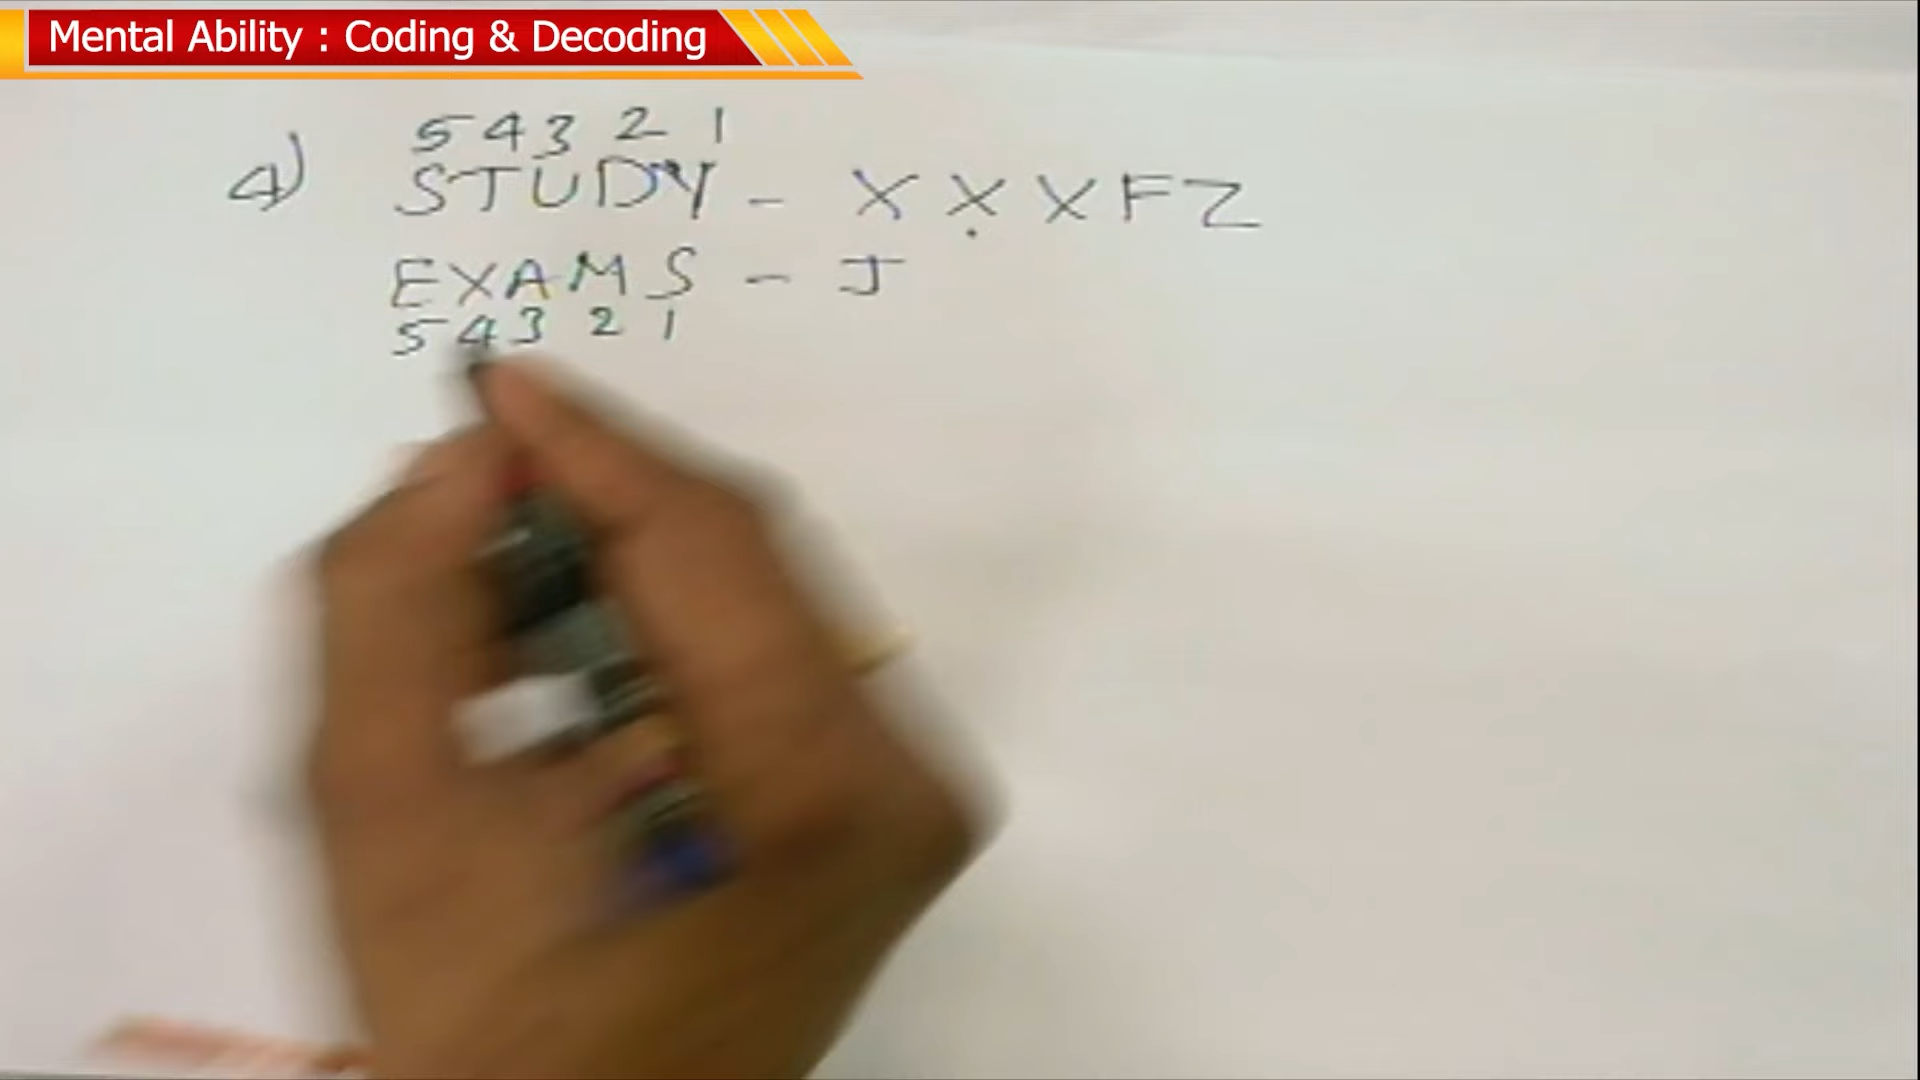 Mental Ability : Coding & Decoding
5 4 3 2 1
4) STUDY - X X X F Z
EXAMS - J
5 4 3 2 1